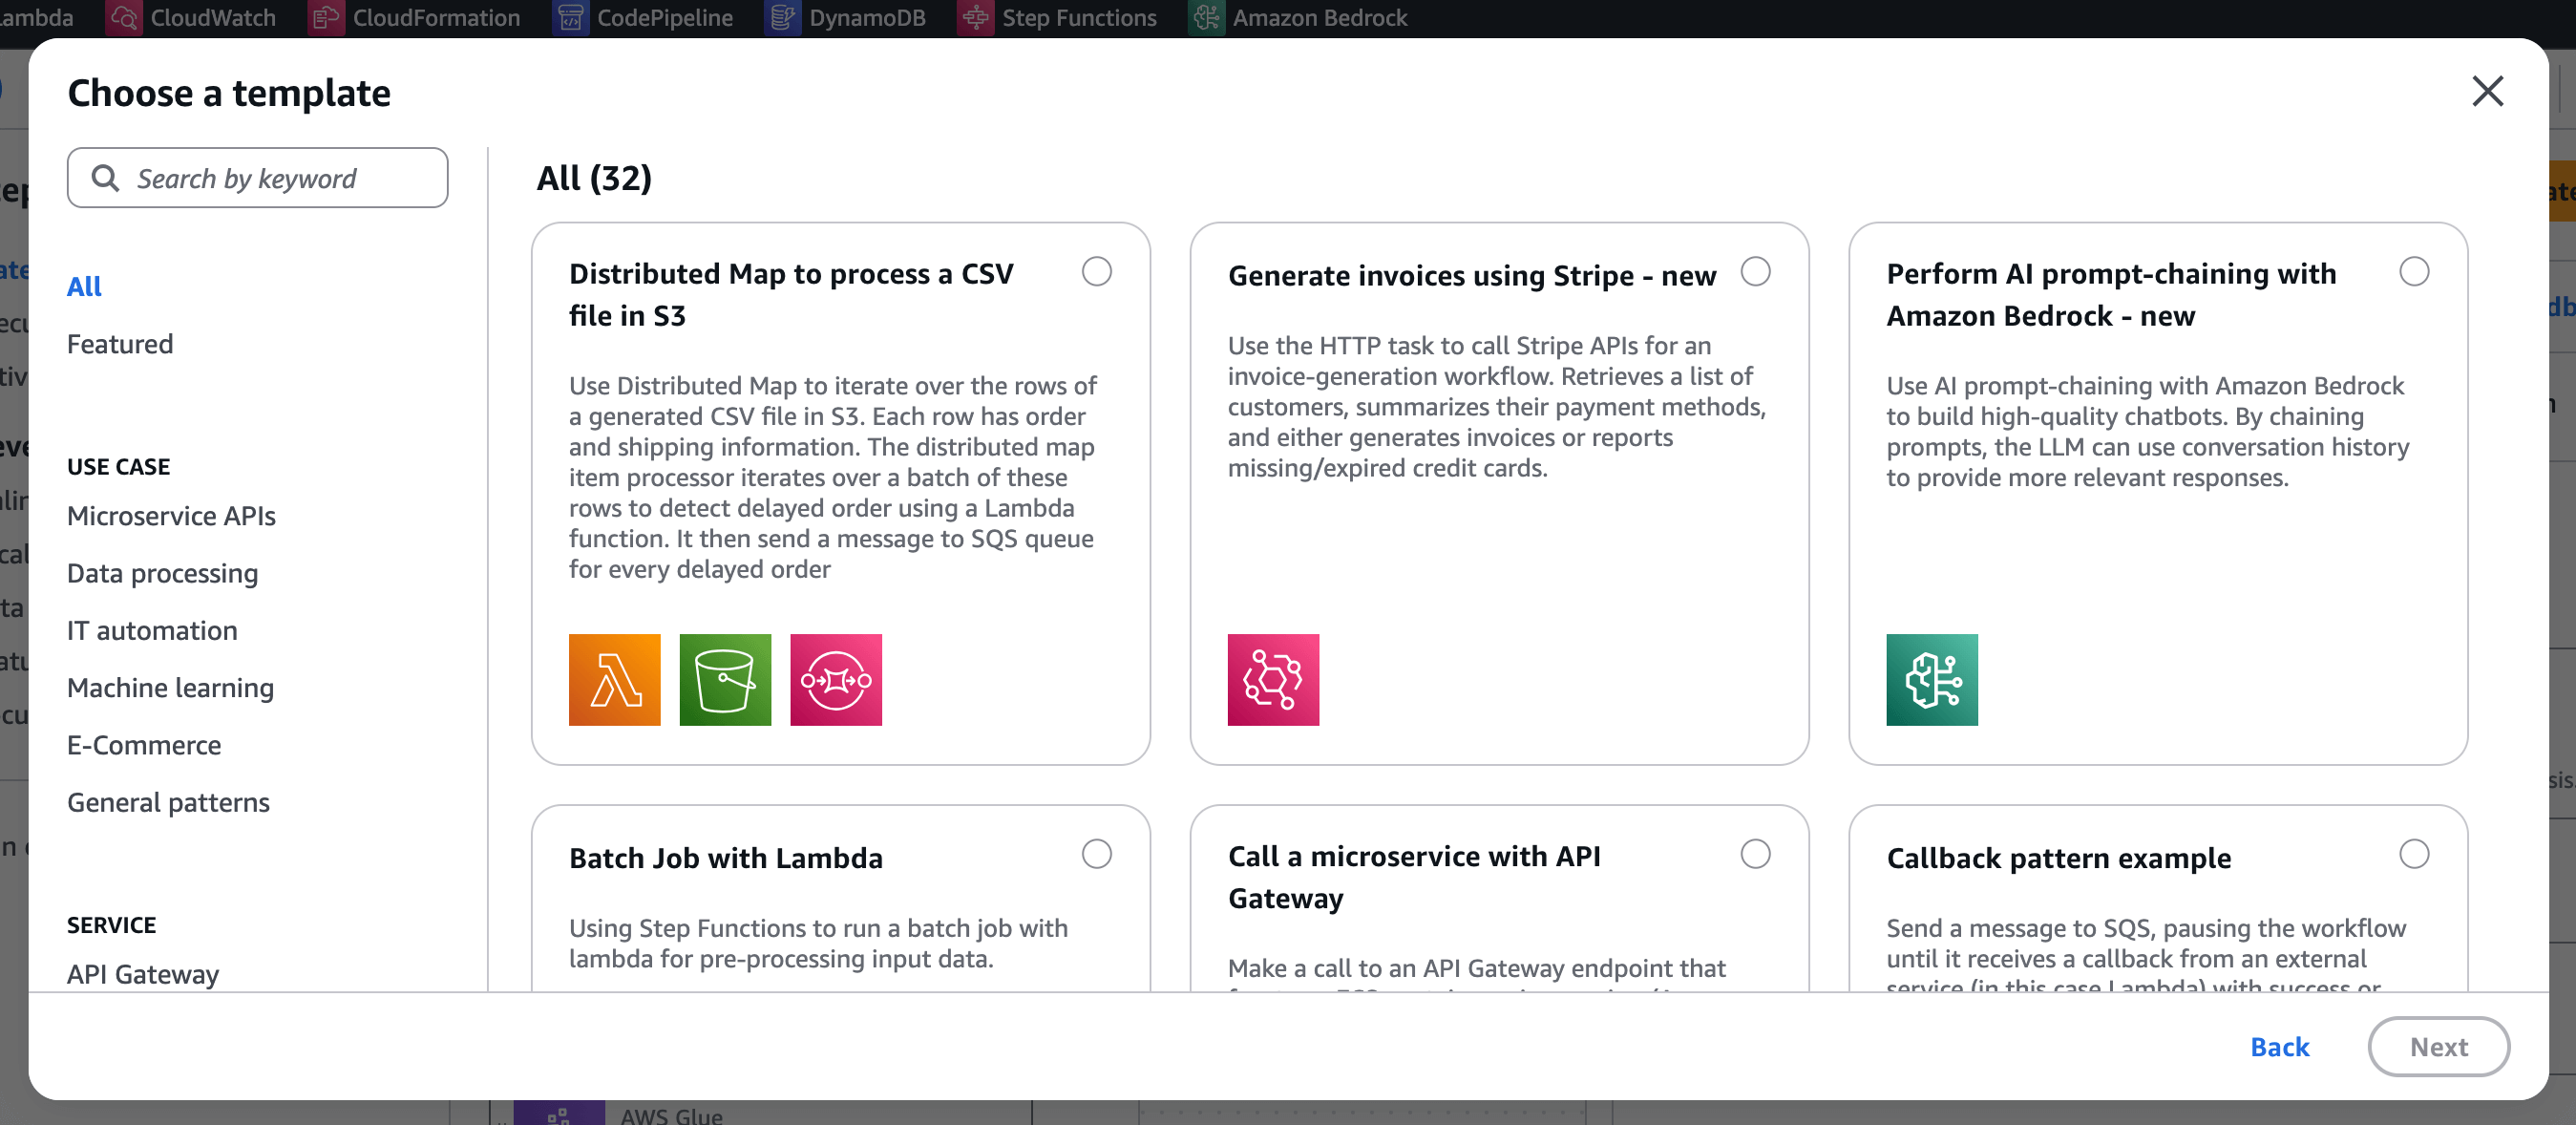 CloudWatch CloudFormation CodePipeline DynamoDB Step Functions Amazon Bedrock
Choose a template
Search by keyword
All
Featured
USE CASE
Microservice APIs
Data processing
IT automation
Machine learning
E-Commerce
General patterns
SERVICE
API Gateway
All (32)
Distributed Map to process a CSV
file in S3
Use Distributed Map to iterate over the rows of
a generated CSV file in S3. Each row has order
and shipping information. The distributed map
item processor iterates over a batch of these
rows to detect delayed order using a Lambda
function. It then send a message to SQS queue
for every delayed order
Generate invoices using Stripe - new
Use the HTTP task to call Stripe APIs for an
invoice-generation workflow. Retrieves a list of
customers, summarizes their payment methods,
and either generates invoices or reports
missing/expired credit cards.
Perform AI prompt-chaining with
Amazon Bedrock - new
Use AI prompt-chaining with Amazon Bedrock
to build high-quality chatbots. By chaining
prompts, the LLM can use conversation history
to provide more relevant responses.
Batch Job with Lambda
Using Step Functions to run a batch job with
lambda for pre-processing input data.
Call a microservice with API
Gateway
Make a call to an API Gateway endpoint that
Callback pattern example
Send a message to SQS, pausing the workflow
until it receives a callback from an external
service (in this case Lambda) with success or
Back
Next
AWS Glue